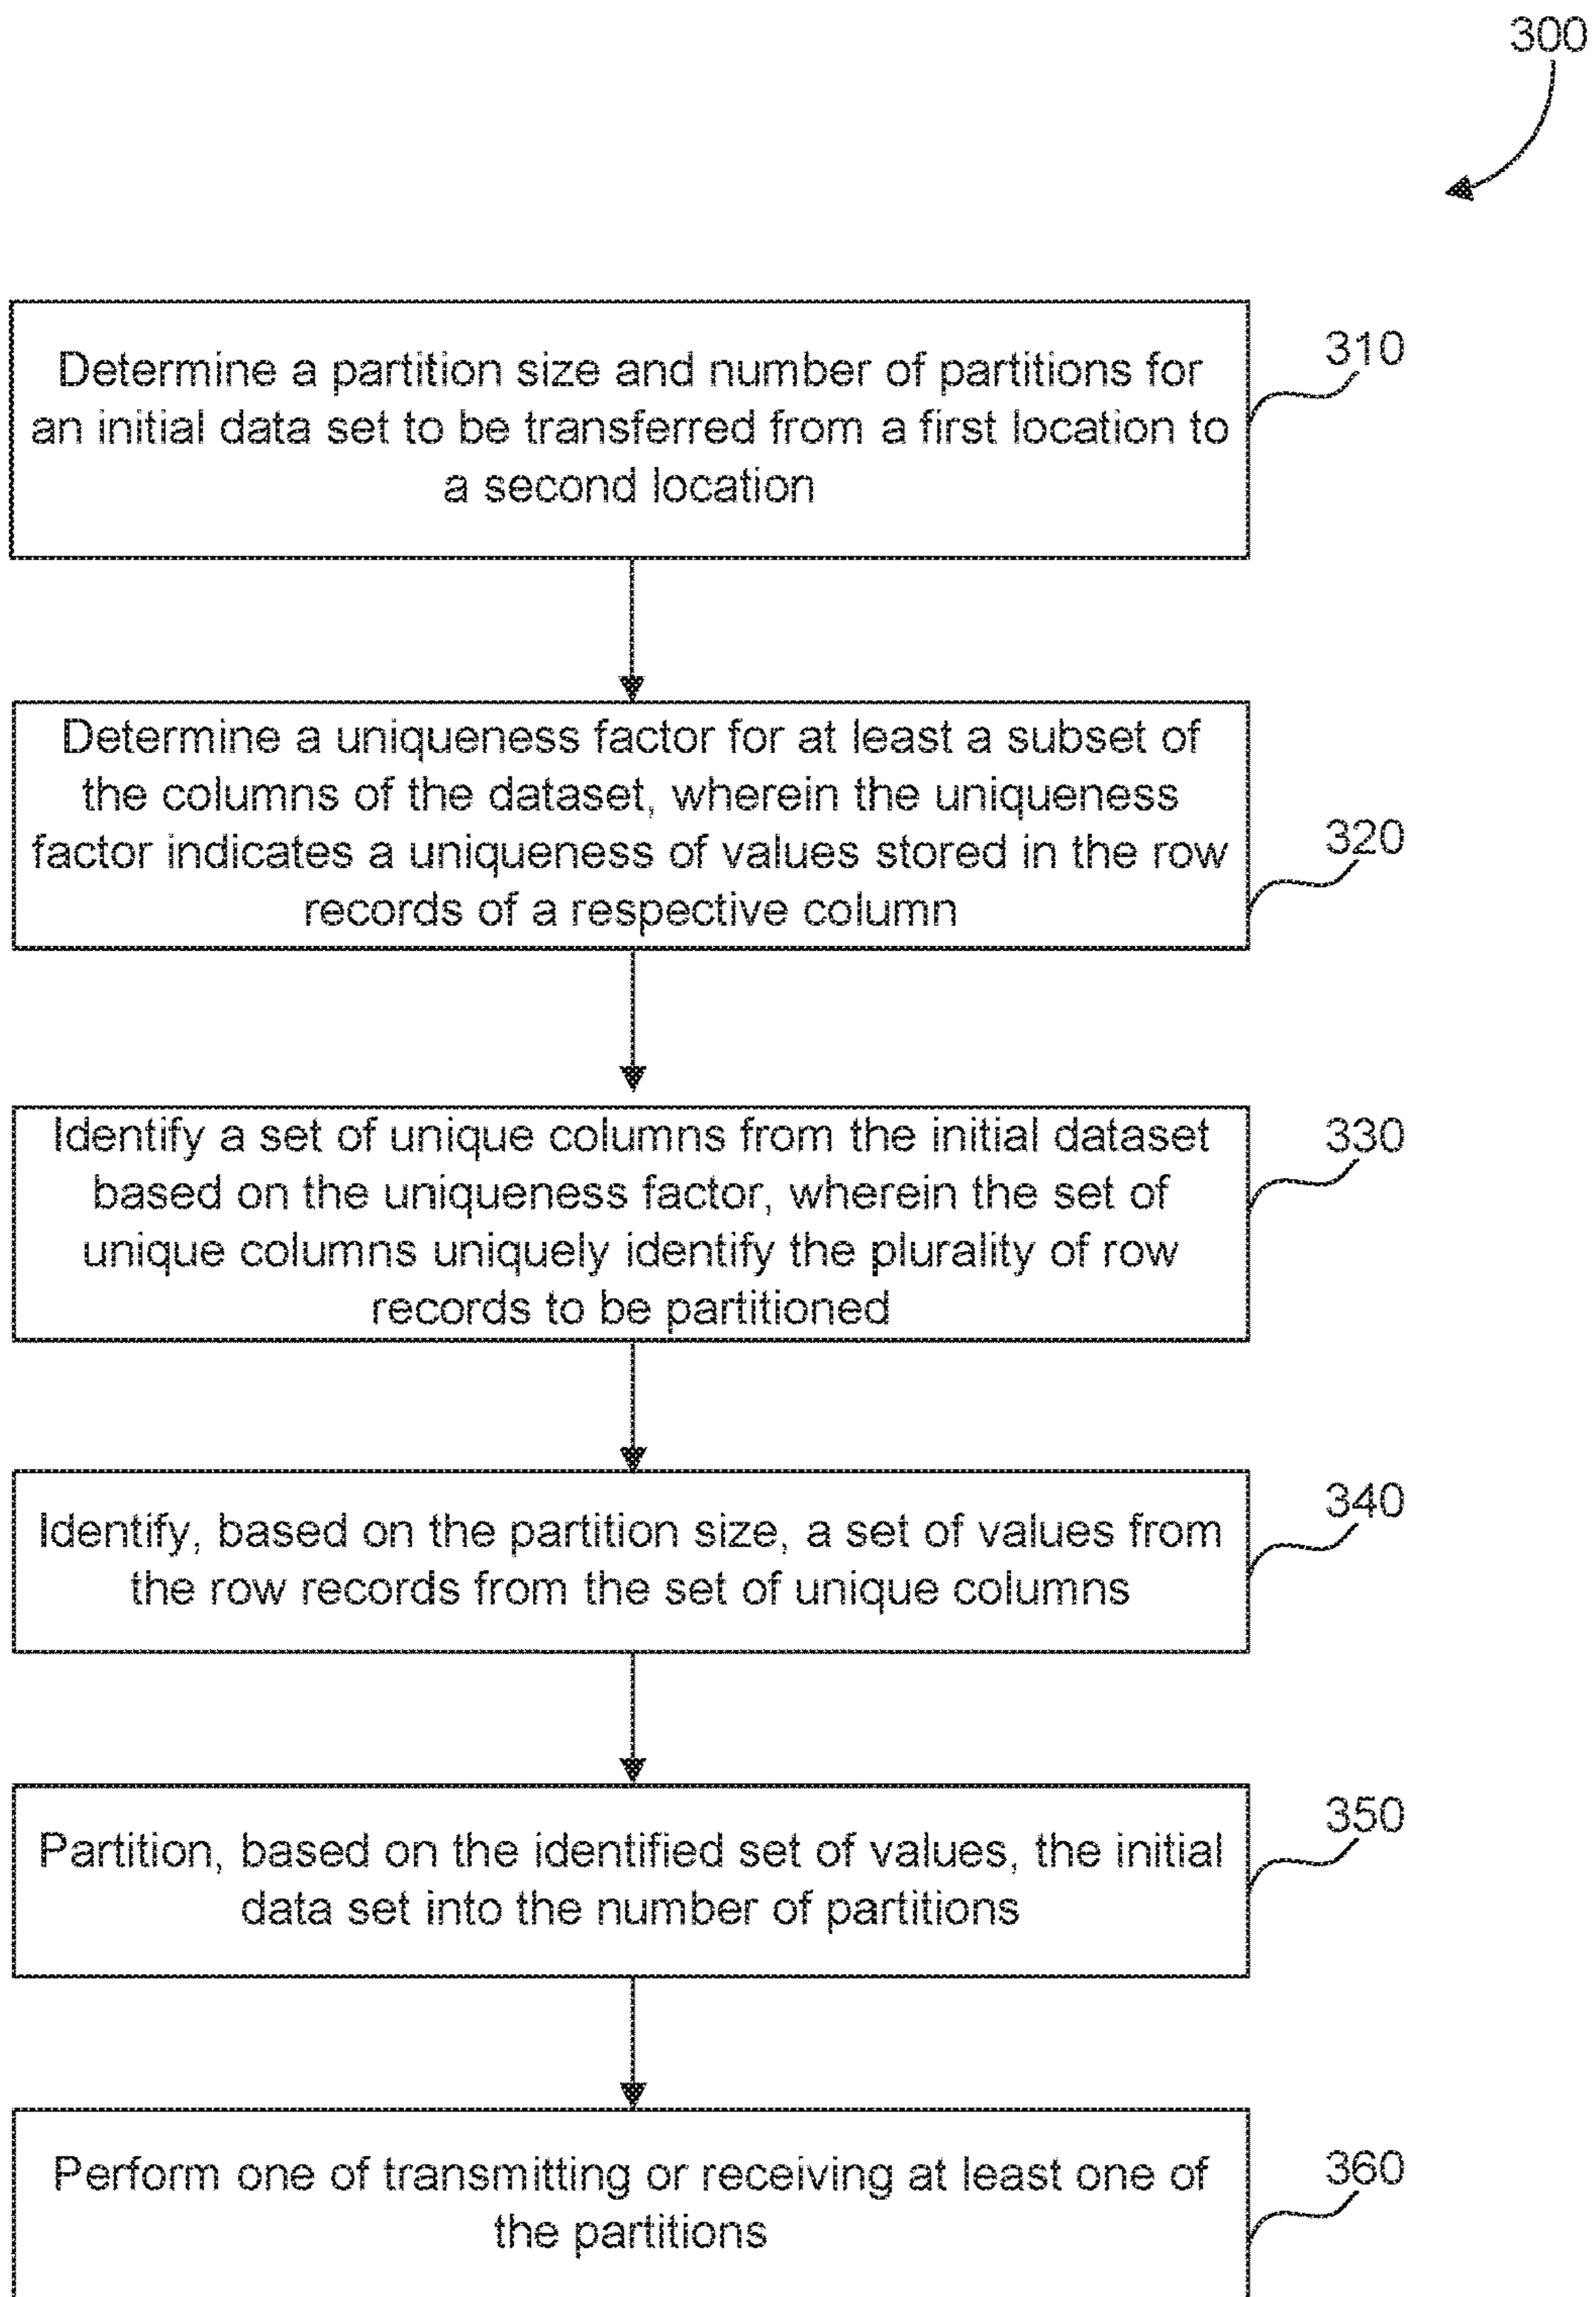 300
Determine a partition size and number of partitions for
an initial data set to be transferred from a first location to
a second location
310
Determine a uniqueness factor for at least a subset of
the columns of the dataset, wherein the uniqueness
factor indicates a uniqueness of values stored in the row
records of a respective column
320
Identify a set of unique columns from the initial dataset
based on the uniqueness factor, wherein the set of
unique columns uniquely identify the plurality of row
records to be partitioned
330
Identify, based on the partition size, a set of values from
the row records from the set of unique columns
340
Partition, based on the identified set of values, the initial
data set into the number of partitions
350
Perform one of transmitting or receiving at least one of
the partitions
360